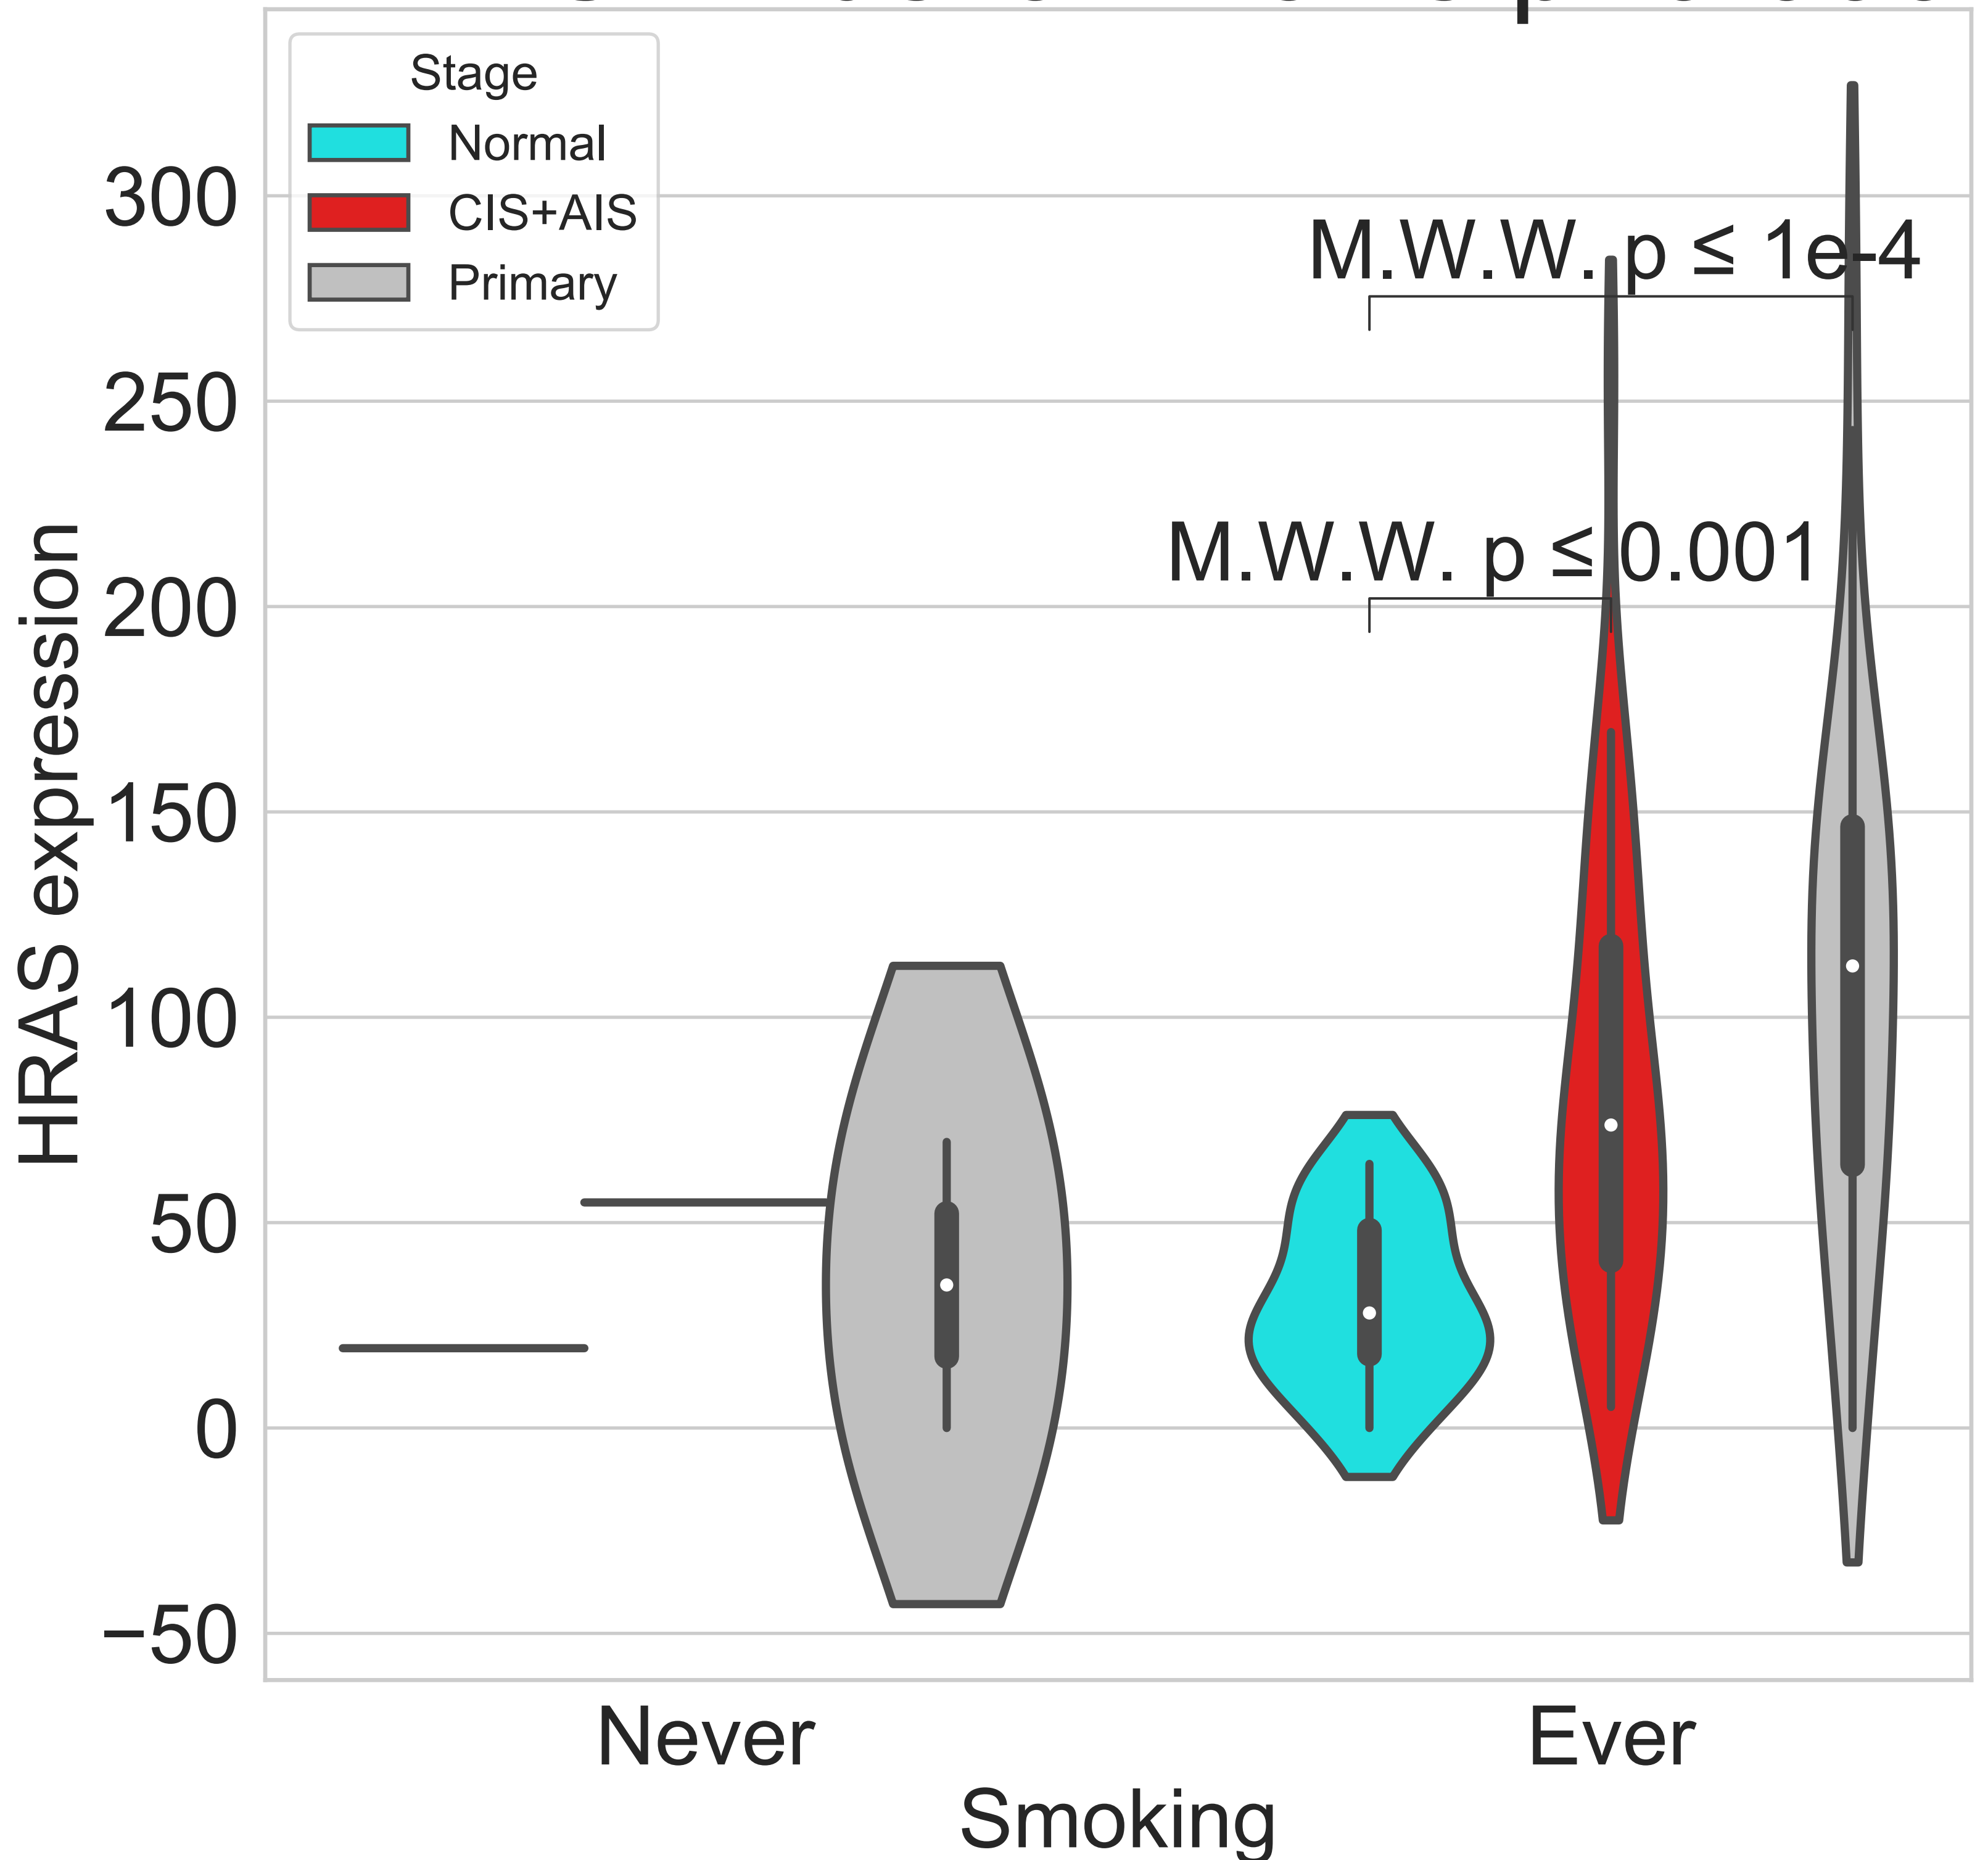 Stage
Normal
CIS+AIS
Primary
300
250
200
150
100
50
0
−50
HRAS expression
M.W.W. p ≤ 1e-4
M.W.W. p ≤ 0.001
Never
Ever
Smoking